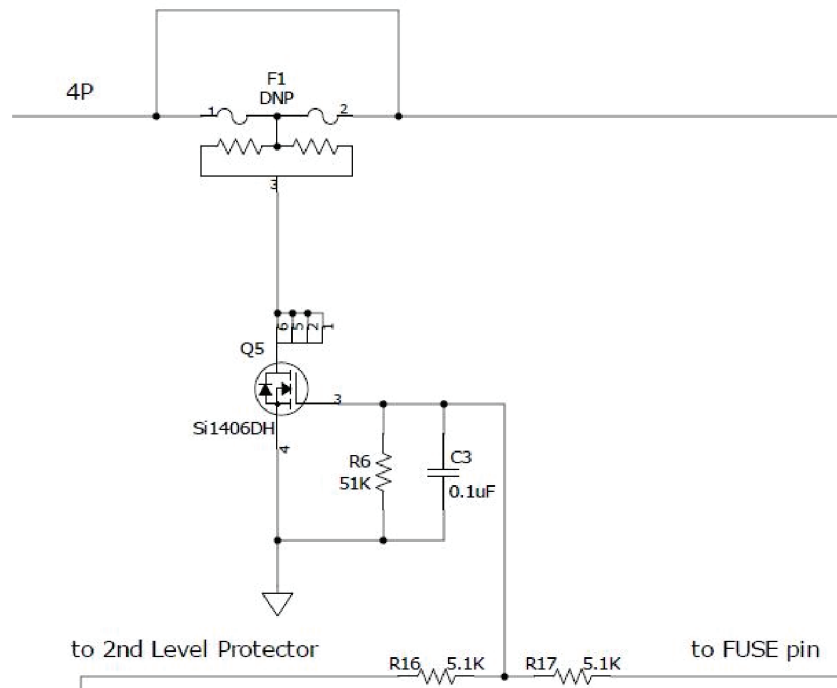 F1
DNP
4P
1
2
3
6 5 2 1
Q5
3
Si1406DH
4
R6
51K
C3
0.1uF
to 2nd Level Protector
R16 5.1K
R17 5.1K
to FUSE pin